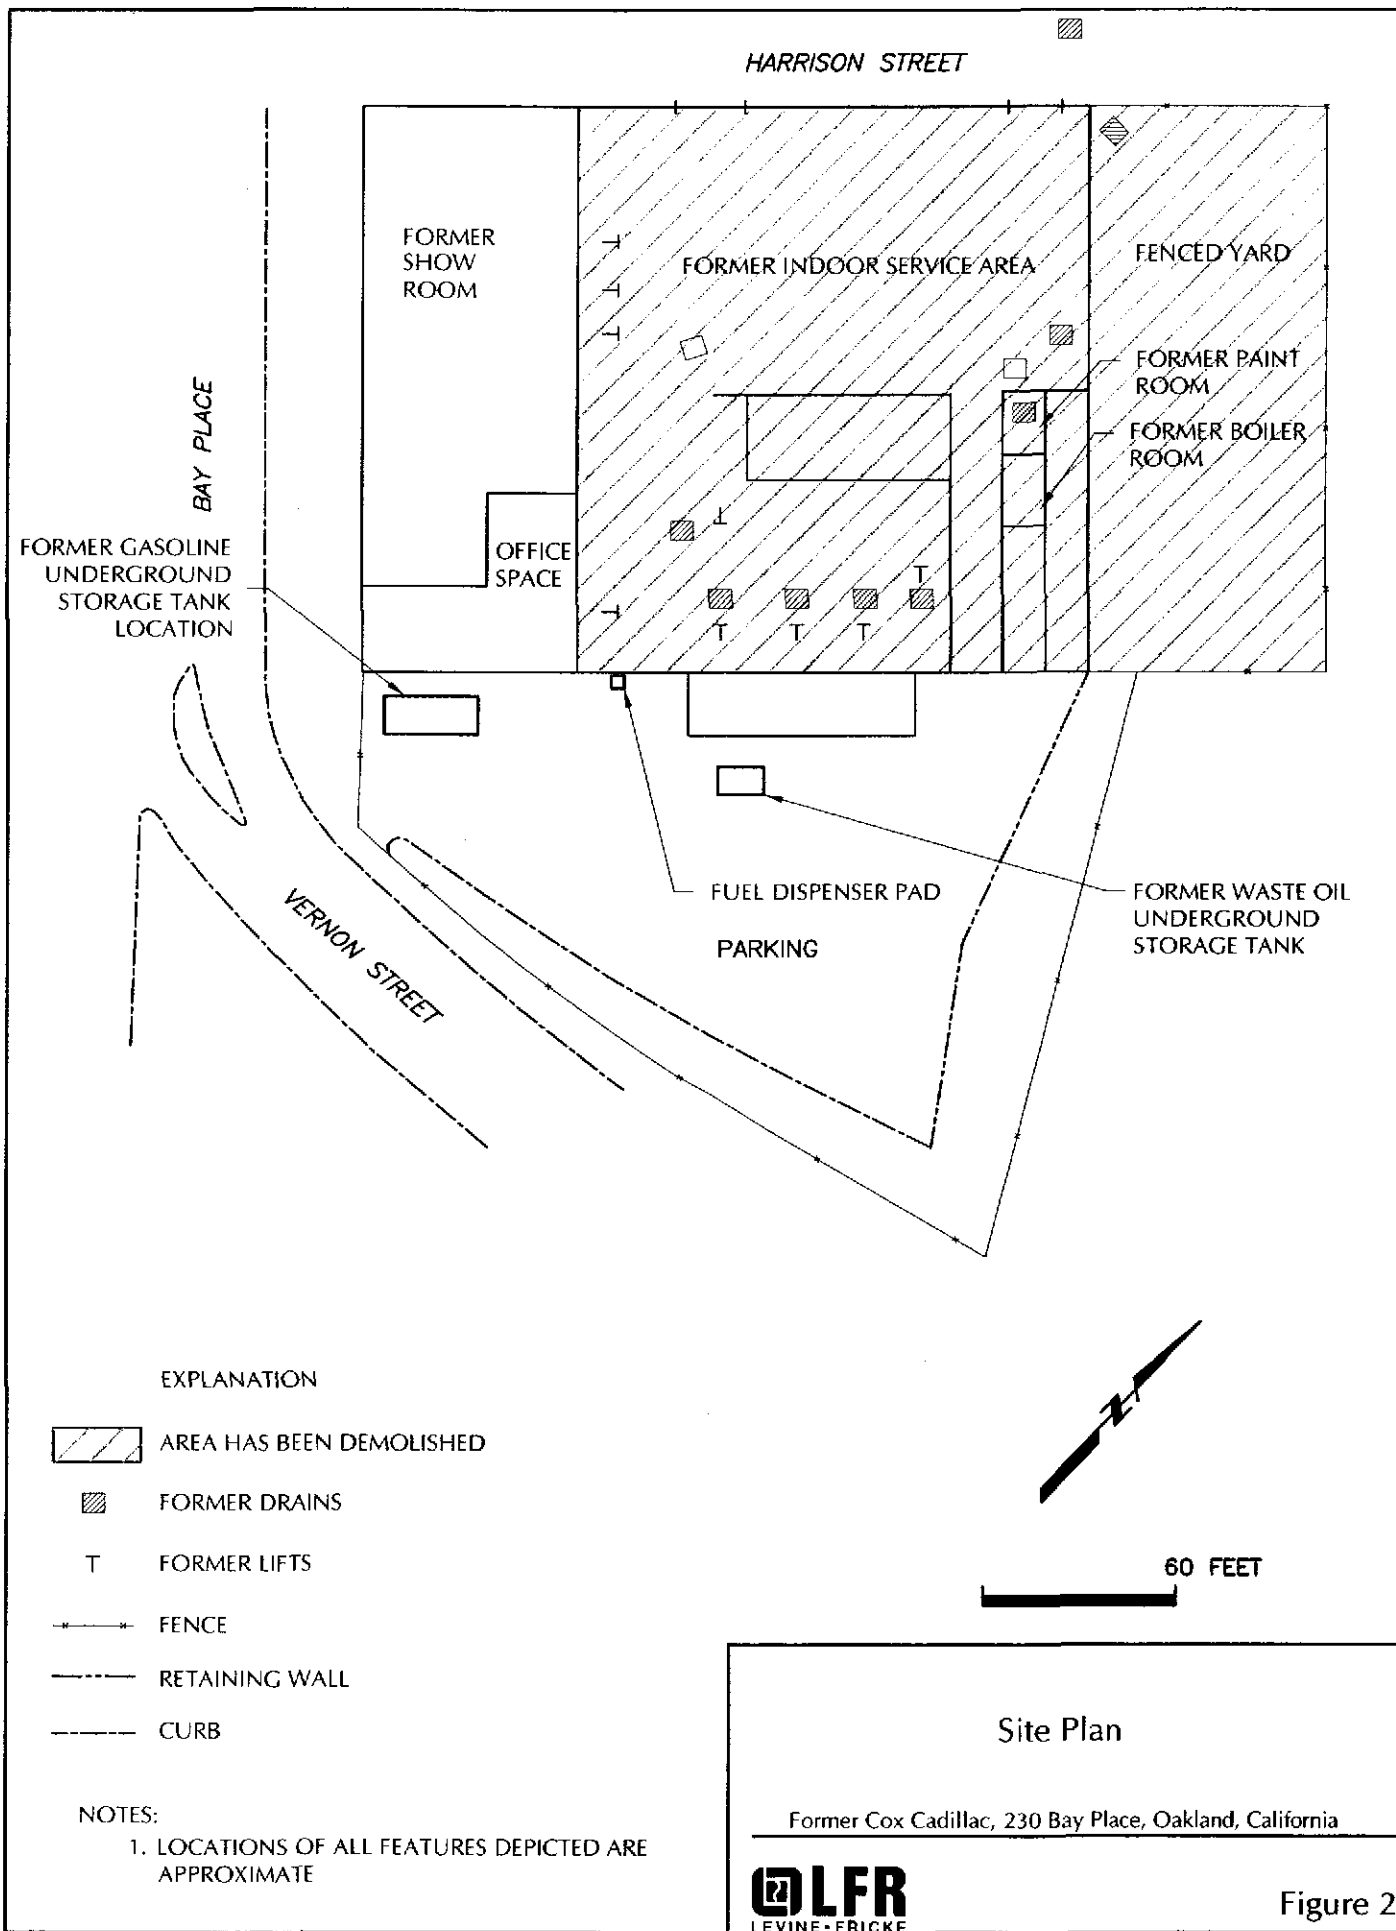 HARRISON STREET
FORMER
SHOW
ROOM
FORMER INDOOR SERVICE AREA
FENCED YARD
FORMER PAINT
ROOM
FORMER BOILER
ROOM
BAY PLACE
OFFICE
SPACE
FORMER GASOLINE
UNDERGROUND
STORAGE TANK
LOCATION
T
T
T
T
T
T
T
T
T
VERNON STREET
FUEL DISPENSER PAD
PARKING
FORMER WASTE OIL
UNDERGROUND
STORAGE TANK
N
EXPLANATION
AREA HAS BEEN DEMOLISHED
FORMER DRAINS
T FORMER LIFTS
FENCE
RETAINING WALL
CURB
60 FEET
NOTES:
1. LOCATIONS OF ALL FEATURES DEPICTED ARE
APPROXIMATE
Site Plan
Former Cox Cadillac, 230 Bay Place, Oakland, California
LFR
LEVINE·FRICKE
Figure 2